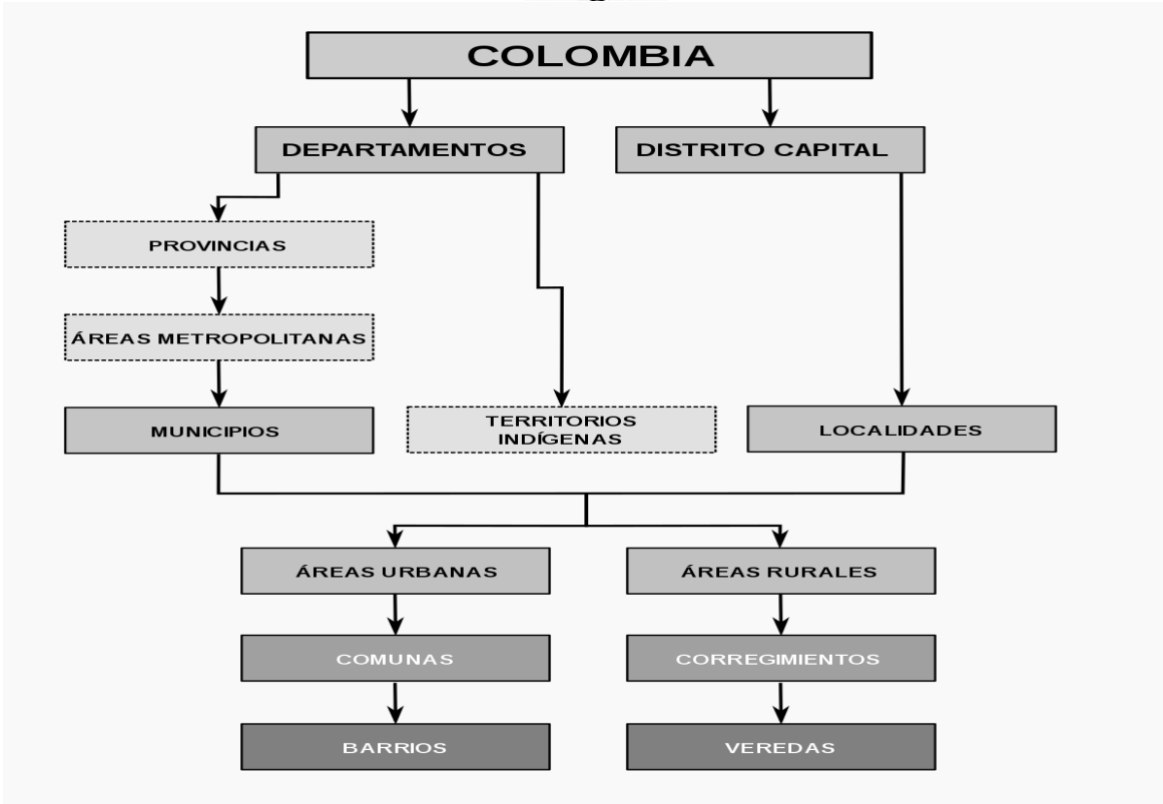 COLOMBIA
DEPARTAMENTOS
DISTRITO CAPITAL
PROVINCIAS
ÁREAS METROPOLITANAS
MUNICIPIOS
TERRITORIOS
INDÍGENAS
LOCALIDADES
ÁREAS URBANAS
ÁREAS RURALES
COMUNAS
CORREGIMIENTOS
BARRIOS
VEREDAS